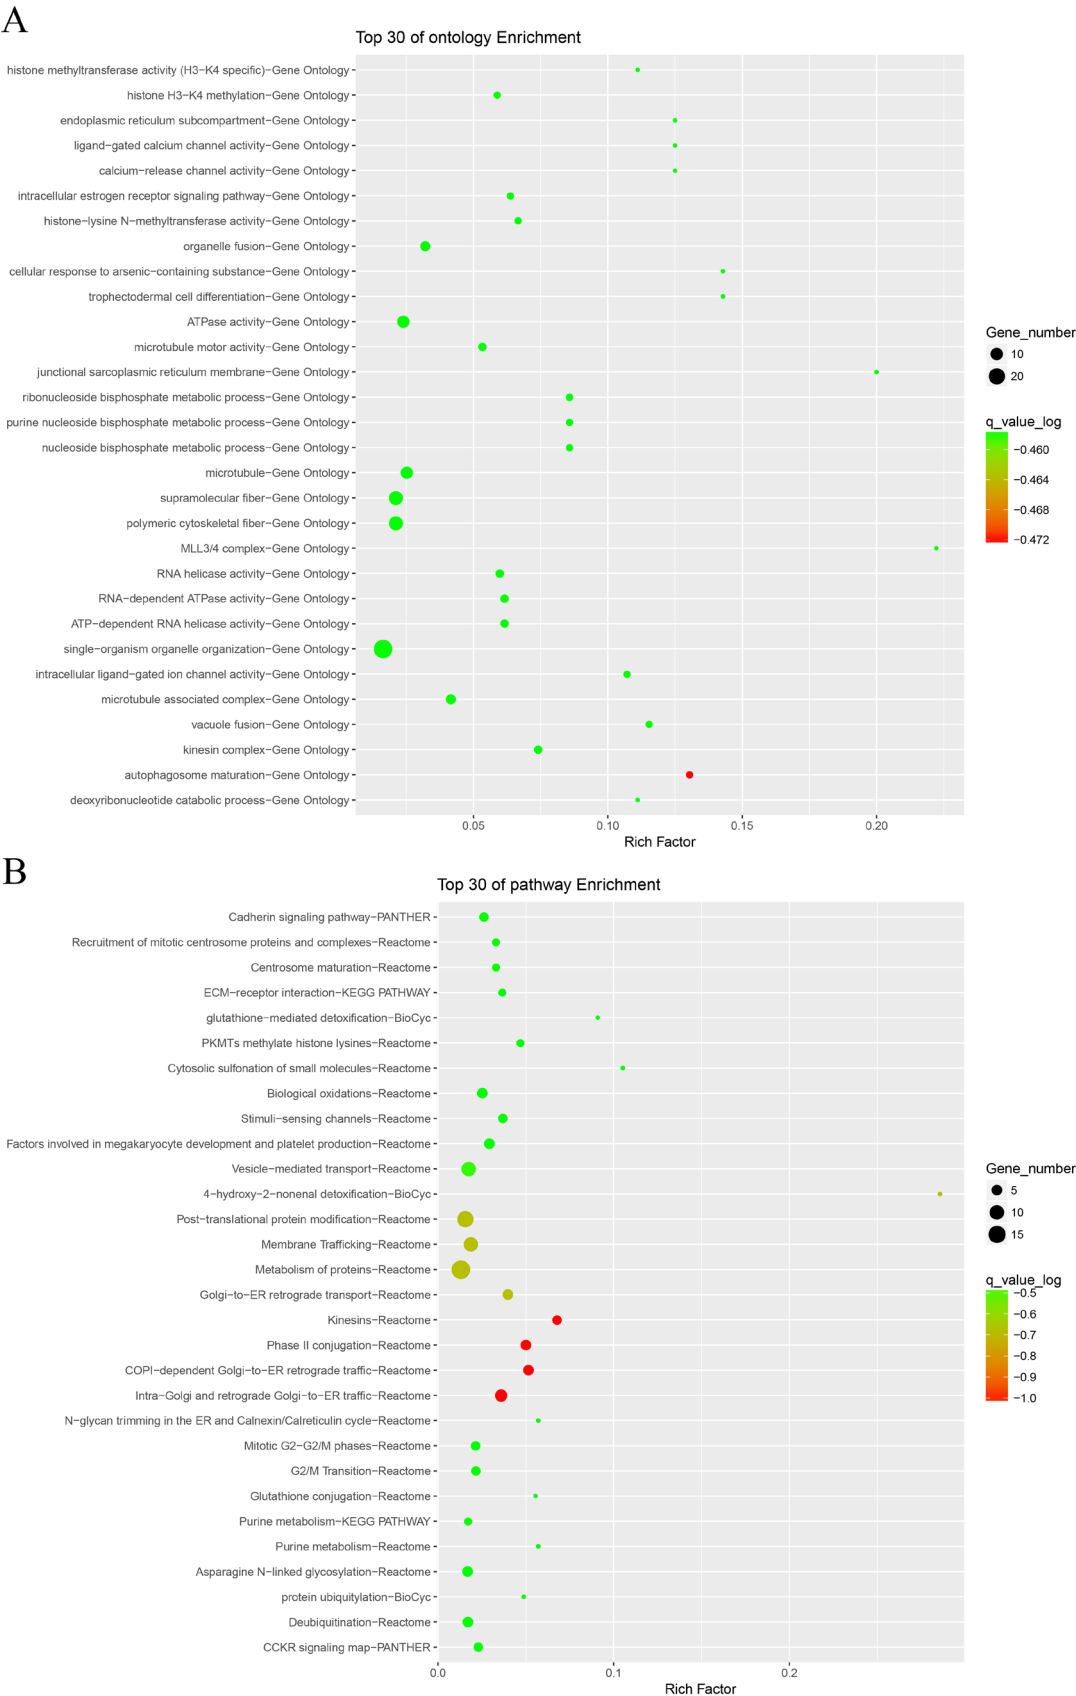 A
Top 30 of ontology Enrichment
histone methyltransferase activity (H3−K4 specific)−Gene Ontology
histone H3−K4 methylation−Gene Ontology
endoplasmic reticulum subcompartment−Gene Ontology
ligand−gated calcium channel activity−Gene Ontology
calcium−release channel activity−Gene Ontology
intracellular estrogen receptor signaling pathway−Gene Ontology
histone−lysine N−methyltransferase activity−Gene Ontology
organelle fusion−Gene Ontology
cellular response to arsenic−containing substance−Gene Ontology
trophectodermal cell differentiation−Gene Ontology
ATPase activity−Gene Ontology
microtubule motor activity−Gene Ontology
junctional sarcoplasmic reticulum membrane−Gene Ontology
ribonucleoside bisphosphate metabolic process−Gene Ontology
purine nucleoside bisphosphate metabolic process−Gene Ontology
nucleoside bisphosphate metabolic process−Gene Ontology
microtubule−Gene Ontology
supramolecular fiber−Gene Ontology
polymeric cytoskeletal fiber−Gene Ontology
MLL3/4 complex−Gene Ontology
RNA helicase activity−Gene Ontology
RNA−dependent ATPase activity−Gene Ontology
ATP−dependent RNA helicase activity−Gene Ontology
single−organism organelle organization−Gene Ontology
intracellular ligand−gated ion channel activity−Gene Ontology
microtubule associated complex−Gene Ontology
vacuole fusion−Gene Ontology
kinesin complex−Gene Ontology
autophagosome maturation−Gene Ontology
deoxyribonucleotide catabolic process−Gene Ontology
0.05 0.10 0.15 0.20
Rich Factor
Gene_number
10
20
q_value_log
−0.460
−0.464
−0.468
−0.472
B
Top 30 of pathway Enrichment
Cadherin signaling pathway−PANTHER
Recruitment of mitotic centrosome proteins and complexes−Reactome
Centrosome maturation−Reactome
ECM−receptor interaction−KEGG PATHWAY
glutathione−mediated detoxification−BioCyc
PKMTs methylate histone lysines−Reactome
Cytosolic sulfonation of small molecules−Reactome
Biological oxidations−Reactome
Stimuli−sensing channels−Reactome
Factors involved in megakaryocyte development and platelet production−Reactome
Vesicle−mediated transport−Reactome
4−hydroxy−2−nonenal detoxification−BioCyc
Post−translational protein modification−Reactome
Membrane Trafficking−Reactome
Metabolism of proteins−Reactome
Golgi−to−ER retrograde transport−Reactome
Kinesins−Reactome
Phase II conjugation−Reactome
COPI−dependent Golgi−to−ER retrograde traffic−Reactome
Intra−Golgi and retrograde Golgi−to−ER traffic−Reactome
N−glycan trimming in the ER and Calnexin/Calreticulin cycle−Reactome
Mitotic G2−G2/M phases−Reactome
G2/M Transition−Reactome
Glutathione conjugation−Reactome
Purine metabolism−KEGG PATHWAY
Purine metabolism−Reactome
Asparagine N−linked glycosylation−Reactome
protein ubiquitylation−BioCyc
Deubiquitination−Reactome
CCKR signaling map−PANTHER
0.0 0.1 0.2
Rich Factor
Gene_number
5
10
15
q_value_log
−0.5
−0.6
−0.7
−0.8
−0.9
−1.0